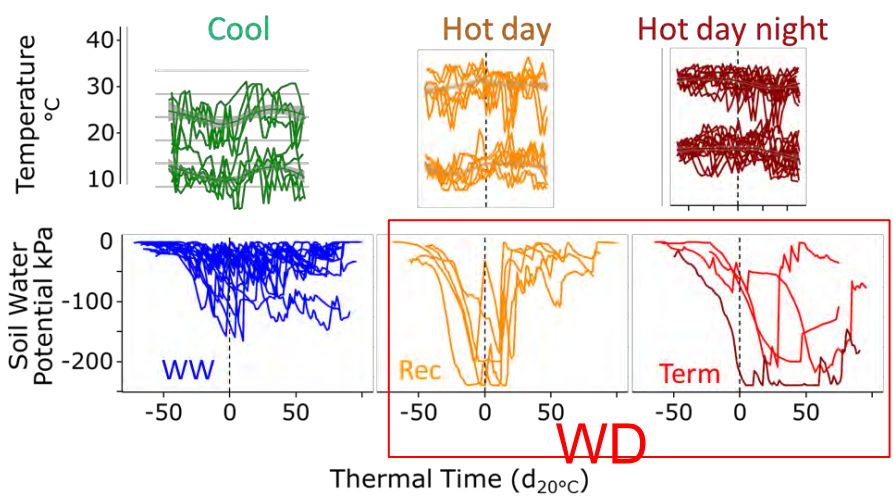 Cool
Hot day
Hot day night
Temperature
°C
40
30
20
10
Soil Water
Potential kPa
0
-100
-200
WW
Rec
Term
-50 0 50
-50 0 50
-50 0 50
WD
Thermal Time (d20°C)